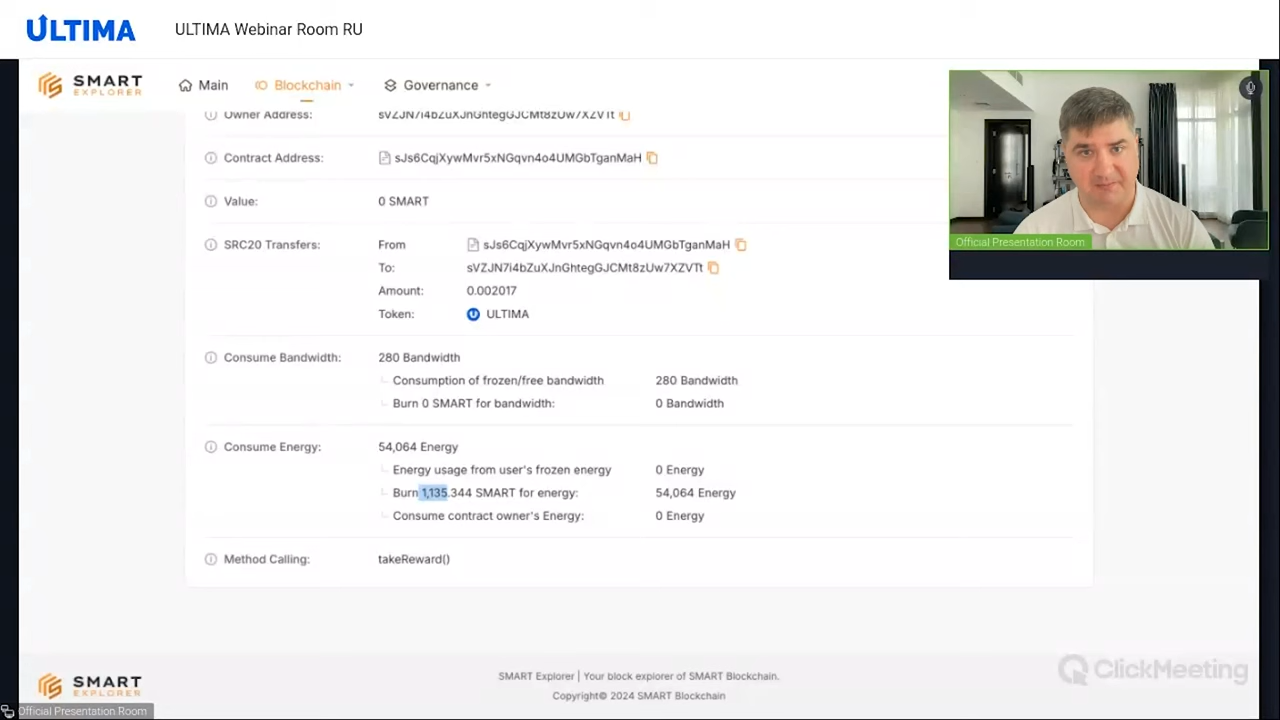 ULTIMA
ULTIMA Webinar Room RU
SMART
EXPLORER
Main
Blockchain
Governance
Owner Address: sVZJN7i4bZuXJnGhtegGJCMt8zUw7XZVTt
Contract Address: sJs6CqjXywMvr5xNGqvn4o4UMGbTganMaH
Value: 0 SMART
SRC20 Transfers: From sJs6CqjXywMvr5xNGqvn4o4UMGbTganMaH
To: sVZJN7i4bZuXJnGhtegGJCMt8zUw7XZVTt
Amount: 0.002017
Token: ULTIMA
Consume Bandwidth: 280 Bandwidth
Consumption of frozen/free bandwidth 280 Bandwidth
Burn 0 SMART for bandwidth: 0 Bandwidth
Consume Energy: 54,064 Energy
Energy usage from user's frozen energy 0 Energy
Burn 1,135.344 SMART for energy: 54,064 Energy
Consume contract owner's Energy: 0 Energy
Method Calling: takeReward()
Official Presentation Room
SMART
EXPLORER
SMART Explorer | Your block explorer of SMART Blockchain.
Copyright© 2024 SMART Blockchain
ClickMeeting
Official Presentation Room